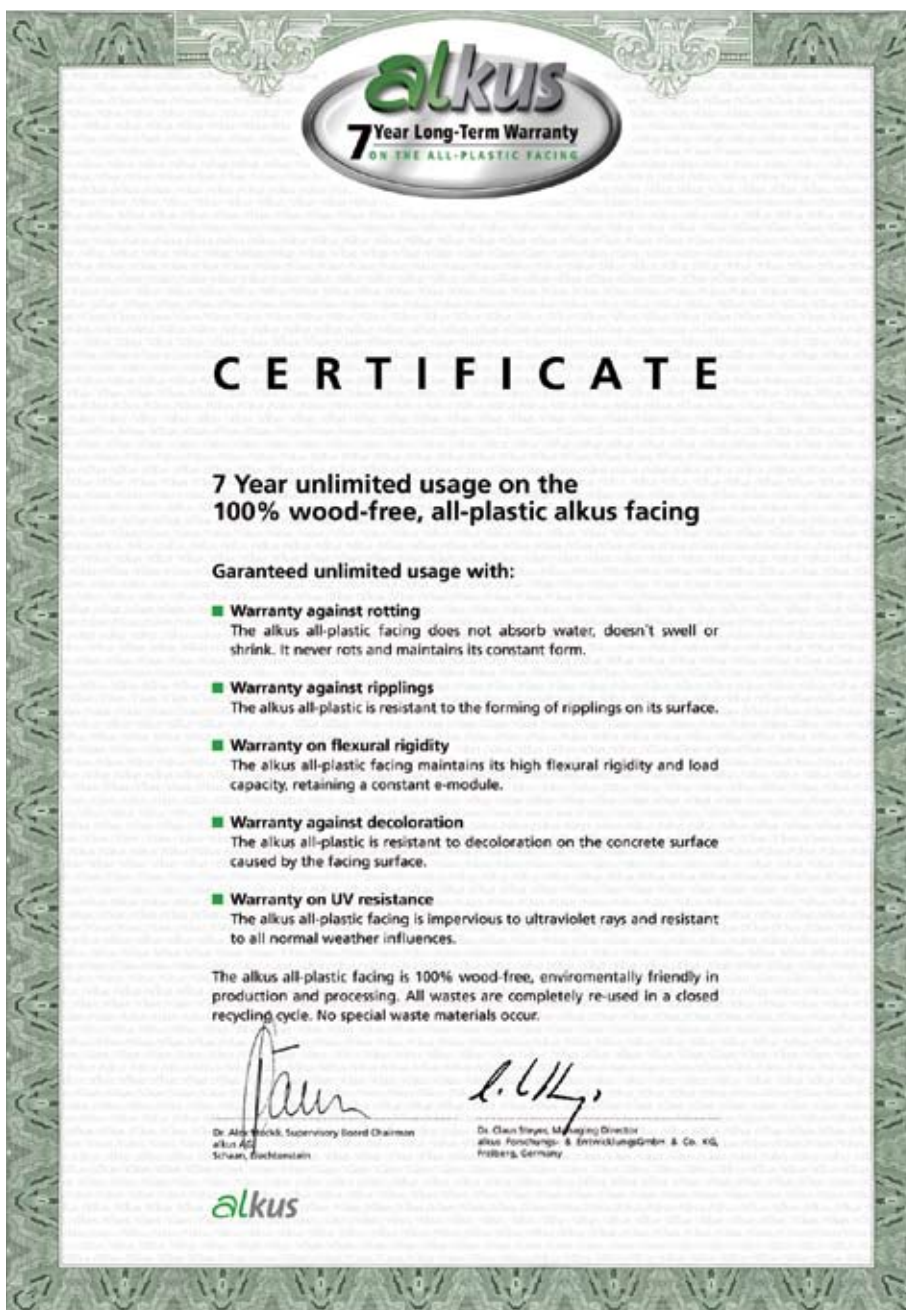 alkus
7 Year Long-Term Warranty
ON THE ALL-PLASTIC FACING
CERTIFICATE
7 Year unlimited usage on the
100% wood-free, all-plastic alkus facing
Garanteed unlimited usage with:
Warranty against rotting
The alkus all-plastic facing does not absorb water, doesn't swell or
shrink. It never rots and maintains its constant form.
Warranty against ripplings
The alkus all-plastic is resistant to the forming of ripplings on its surface.
Warranty on flexural rigidity
The alkus all-plastic facing maintains its high flexural rigidity and load
capacity, retaining a constant e-module.
Warranty against decoloration
The alkus all-plastic is resistant to decoloration on the concrete surface
caused by the facing surface.
Warranty on UV resistance
The alkus all-plastic facing is impervious to ultraviolet rays and resistant
to all normal weather influences.
The alkus all-plastic facing is 100% wood-free, enviromentally friendly in
production and processing. All wastes are completely re-used in a closed
recycling cycle. No special waste materials occur.
Dr. Supervisory Board Chairman
alkus AG
Schaan, Liechtenstein
Dr. Claus Managing Director
alkus Forschungs- & EntwicklungsGmbH & Co. KG,
Freiberg, Germany
alkus